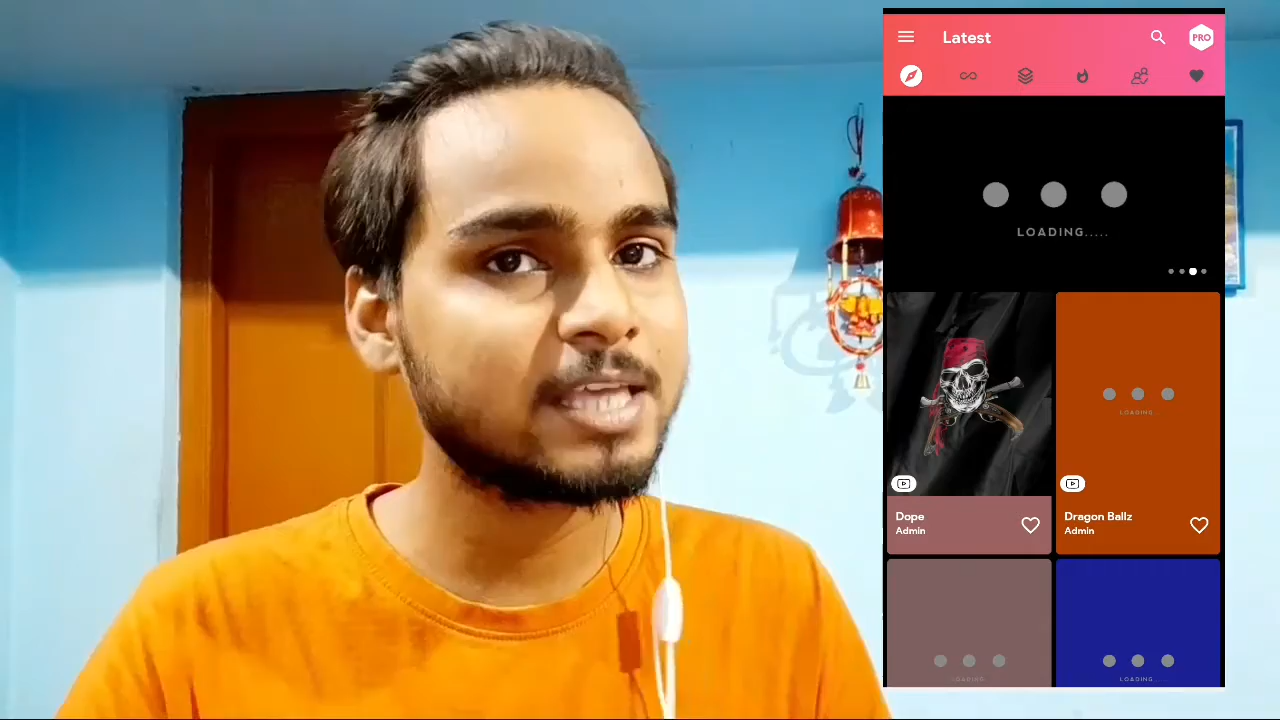 Latest
PRO
LOADING.....
LOADING...
Dope
Admin
Dragon Ballz
Admin
LOADING...
LOADING....